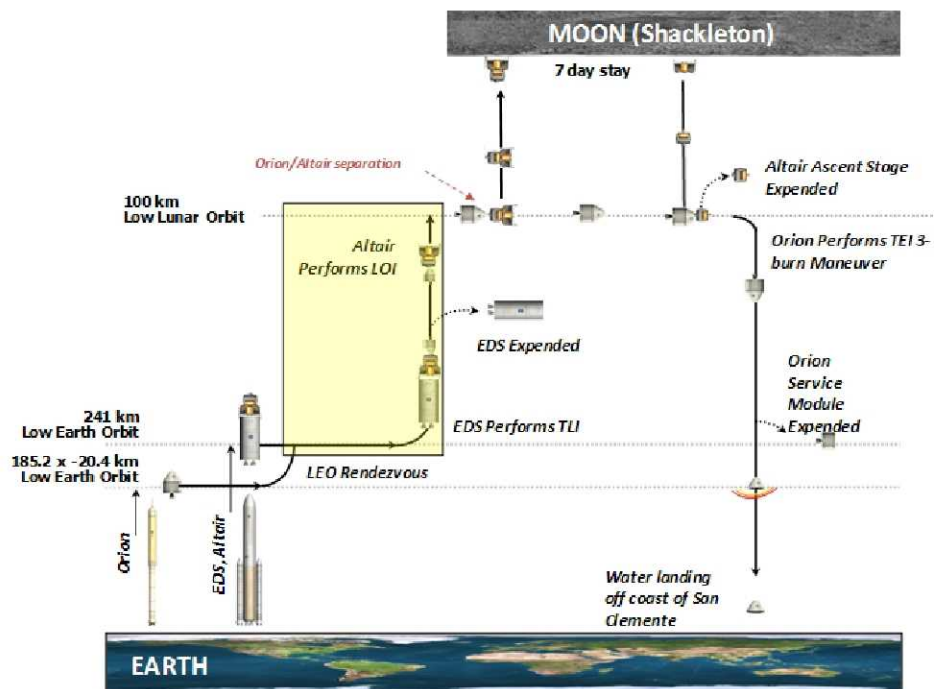 MOON (Shackleton)
7 day stay
Orion/Altair separation
Altair Ascent Stage
Expended
100 km
Low Lunar Orbit
Altair
Performs LOI
Orion Performs TEI 3-
burn Maneuver
EDS Expended
Orion
Service
Module
Expended
241 km
Low Earth Orbit
EDS Performs TLI
185.2 x -20.4 km
Low Earth Orbit
LEO Rendezvous
Orion
EDS, Altair
Water landing
off coast of San
Clemente
EARTH